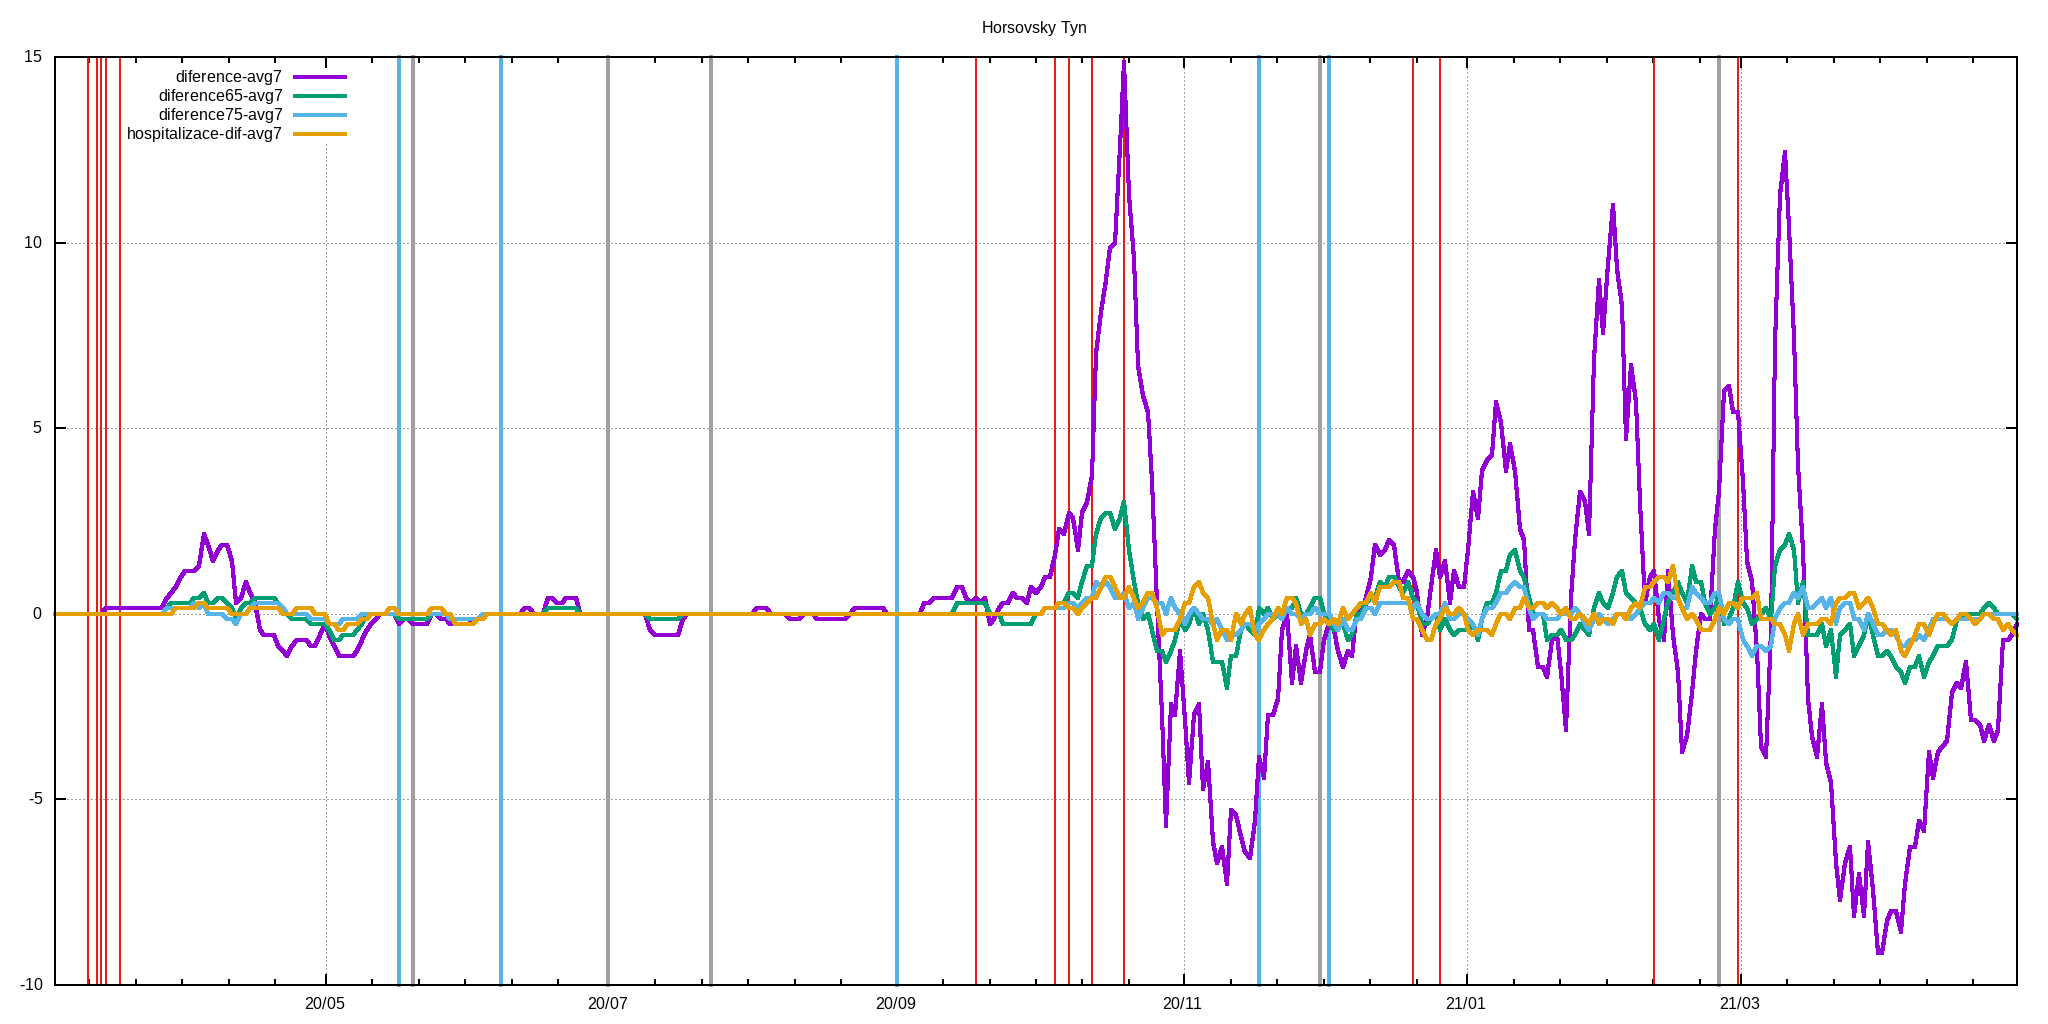 Horsovsky Tyn
15
diference-avg7
diference65-avg7
diference75-avg7
hospitalizace-dif-avg7
10
5
0
-5
-10
20/05
20/07
20/09
20/11
21/01
21/03